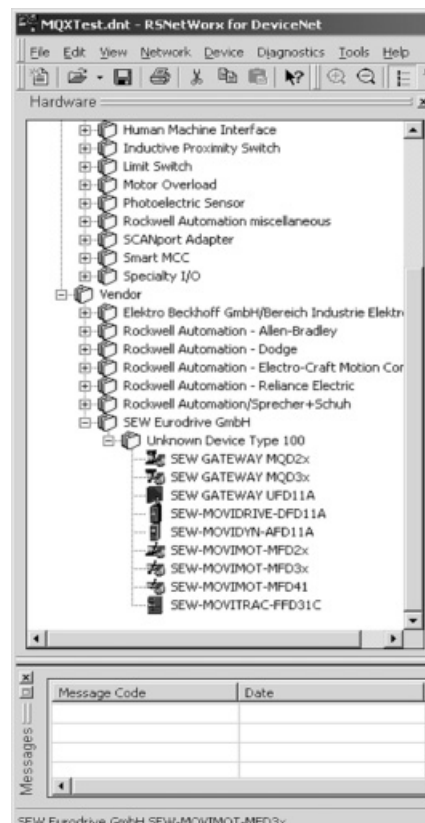 MQXTest.dnt - RSNetWorx for DeviceNet
File Edit View Network Device Diagnostics Tools Help
Hardware
Human Machine Interface
Inductive Proximity Switch
Limit Switch
Motor Overload
Photoelectric Sensor
Rockwell Automation miscellaneous
SCANport Adapter
Smart MCC
Specialty I/O
Vendor
Elektro Beckhoff GmbH/Bereich Industrie Elektr
Rockwell Automation - Allen-Bradley
Rockwell Automation - Dodge
Rockwell Automation - Electro-Craft Motion Con
Rockwell Automation - Reliance Electric
Rockwell Automation/Sprecher+Schuh
SEW Eurodrive GmbH
Unknown Device Type 100
SEW GATEWAY MQD2x
SEW GATEWAY MQD3x
SEW GATEWAY UFD11A
SEW-MOVIDRIVE-DFD11A
SEW-MOVIDYN-AFD11A
SEW-MOVIMOT-MFD2x
SEW-MOVIMOT-MFD3x
SEW-MOVIMOT-MFD41
SEW-MOVITRAC-FFD31C
Messages
Message Code Date
SEW Eurodrive GmbH SEW-MOVIMOT-MFD3x